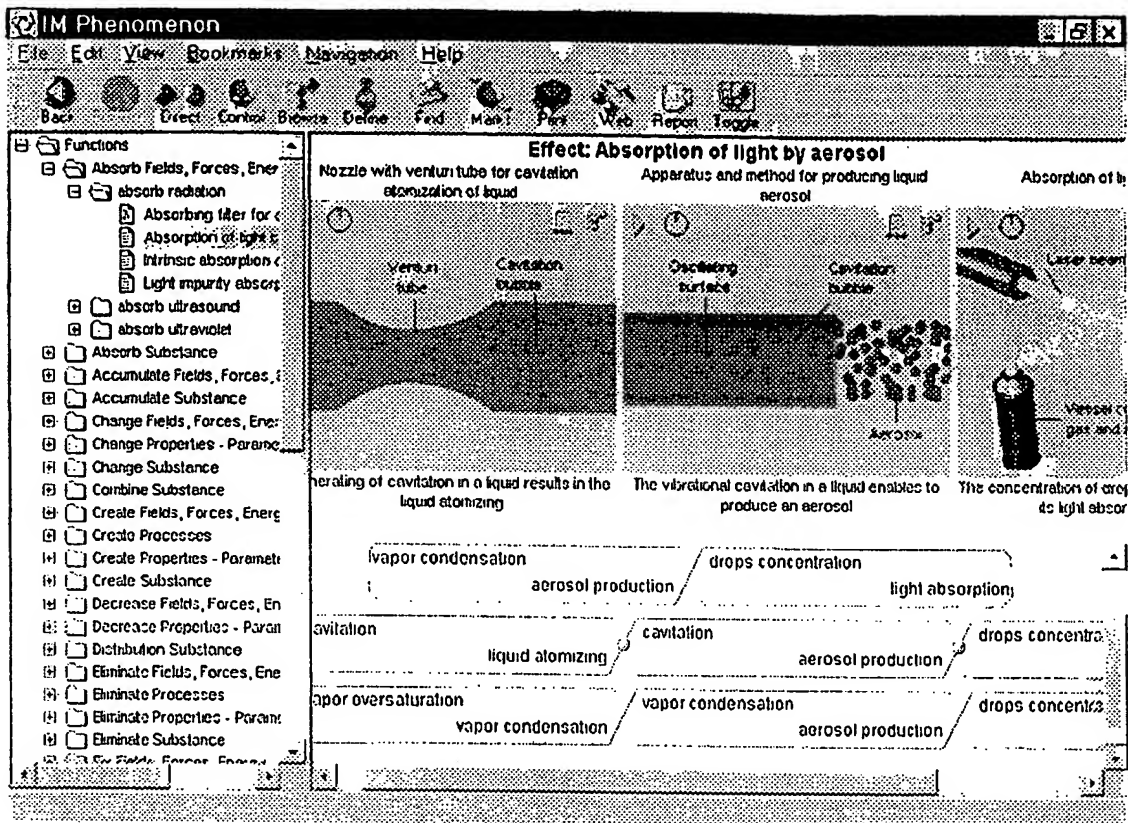 IM Phenomenon
File Edit View Bookmarks Navigation Help
Back Direct Control Browse Define Find Mark Web Report Toggle
Functions
Absorb Fields, Forces, Ener
absorb radiation
Absorbing filter for
Absorption of light
Intrinsic absorption
Light impurity absorp
absorb ultrasound
absorb ultraviolet
Absorb Substance
Accumulate Fields, Forces,
Accumulate Substance
Change Fields, Forces, Ener
Change Properties - Parame
Change Substance
Combine Substance
Create Fields, Forces, Energ
Create Processes
Create Properties - Paramete
Create Substance
Decrease Fields, Forces, En
Decrease Properties - Param
Distribution Substance
Eliminate Fields, Forces, Ene
Eliminate Processes
Eliminate Properties - Parame
Eliminate Substance
Effect: Absorption of light by aerosol
Nozzle with venturi tube for cavitation
atomization of liquid
Venturi
tube
Cavitation
bubble
nerating of cavitation in a liquid results in the
liquid atomizing
Apparatus and method for producing liquid
aerosol
Oscillating
surface
Cavitation
bubble
Aerosol
The vibrational cavitation in a liquid enables to
produce an aerosol
Absorption of li
Laser beam
Vessel c
gas and
The concentration of drop
its light absor
vapor condensation
aerosol production
drops concentration
light absorption
avitation
liquid atomizing
cavitation
aerosol production
drops concentra
apor oversaturation
vapor condensation
vapor condensation
aerosol production
drops concentra